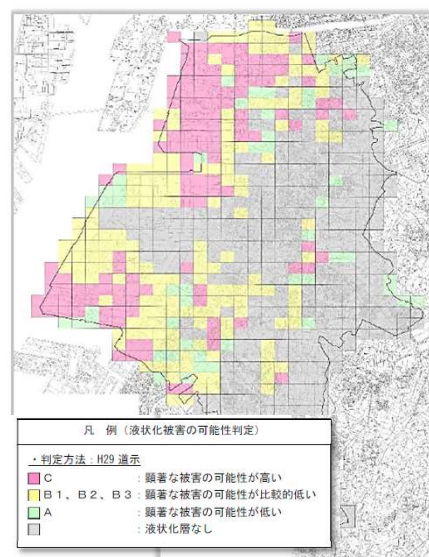 凡　例（液状化被害の可能性判定）
・判定方法：H29 道示
C　：顕著な被害の可能性が高い
B1、B2、B3：顕著な被害の可能性が比較的低い
A　：顕著な被害の可能性が低い
：液状化層なし